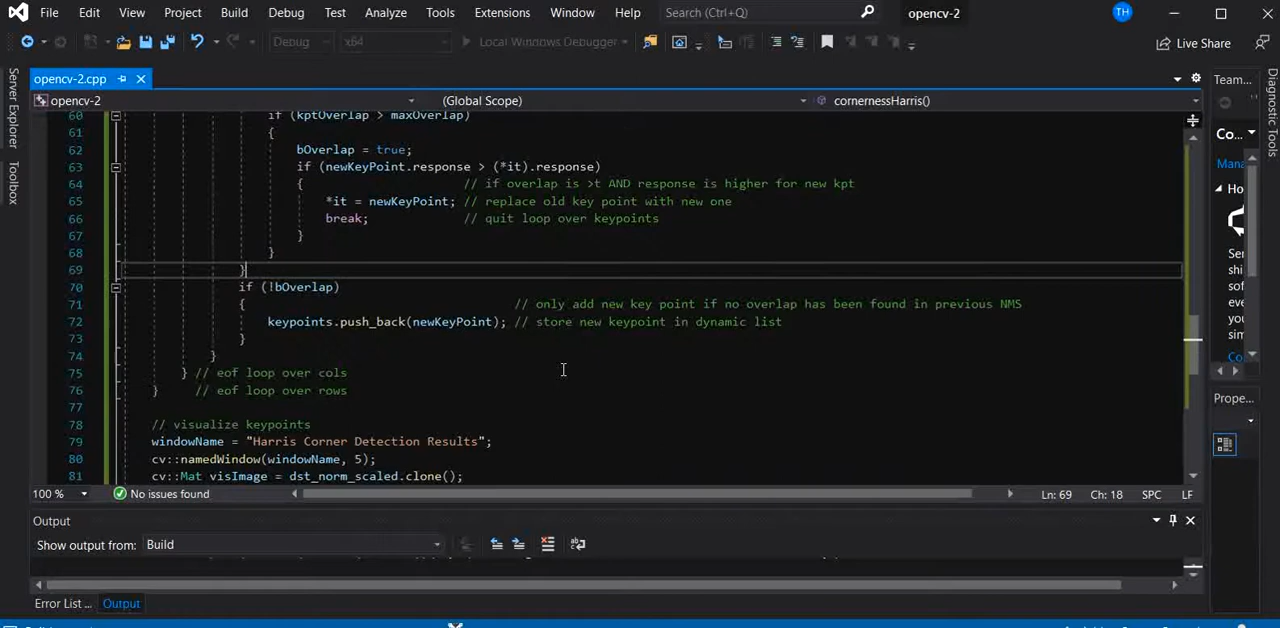 File Edit View Project Build Debug Test Analyze Tools Extensions Window Help Search (Ctrl+Q) opencv-2 TH
Debug x64 Local Windows Debugger Live Share
opencv-2.cpp Team...
opencv-2 (Global Scope) cornernessHarris()
Server Explorer
Toolbox
Diagnostic Tools
60 if (kptOverlap > maxOverlap)
61 {
62 bOverlap = true;
63 if (newKeyPoint.response > (*it).response)
64 { // if overlap is >t AND response is higher for new kpt
65 *it = newKeyPoint; // replace old key point with new one
66 break; // quit loop over keypoints
67 }
68 }
69 }
70 if (!bOverlap)
71 { // only add new key point if no overlap has been found in previous NMS
72 keypoints.push_back(newKeyPoint); // store new keypoint in dynamic list
73 }
74 }
75 } // eof loop over cols
76 } // eof loop over rows
77
78 // visualize keypoints
79 windowName = "Harris Corner Detection Results";
80 cv::namedWindow(windowName, 5);
81 cv::Mat visImage = dst_norm_scaled.clone();
Co...
Mana
Ho
Ser
shi
sof
eve
you
sim
Co
Prope...
100 % No issues found Ln: 69 Ch: 18 SPC LF
Output
Show output from: Build
Error List ... Output